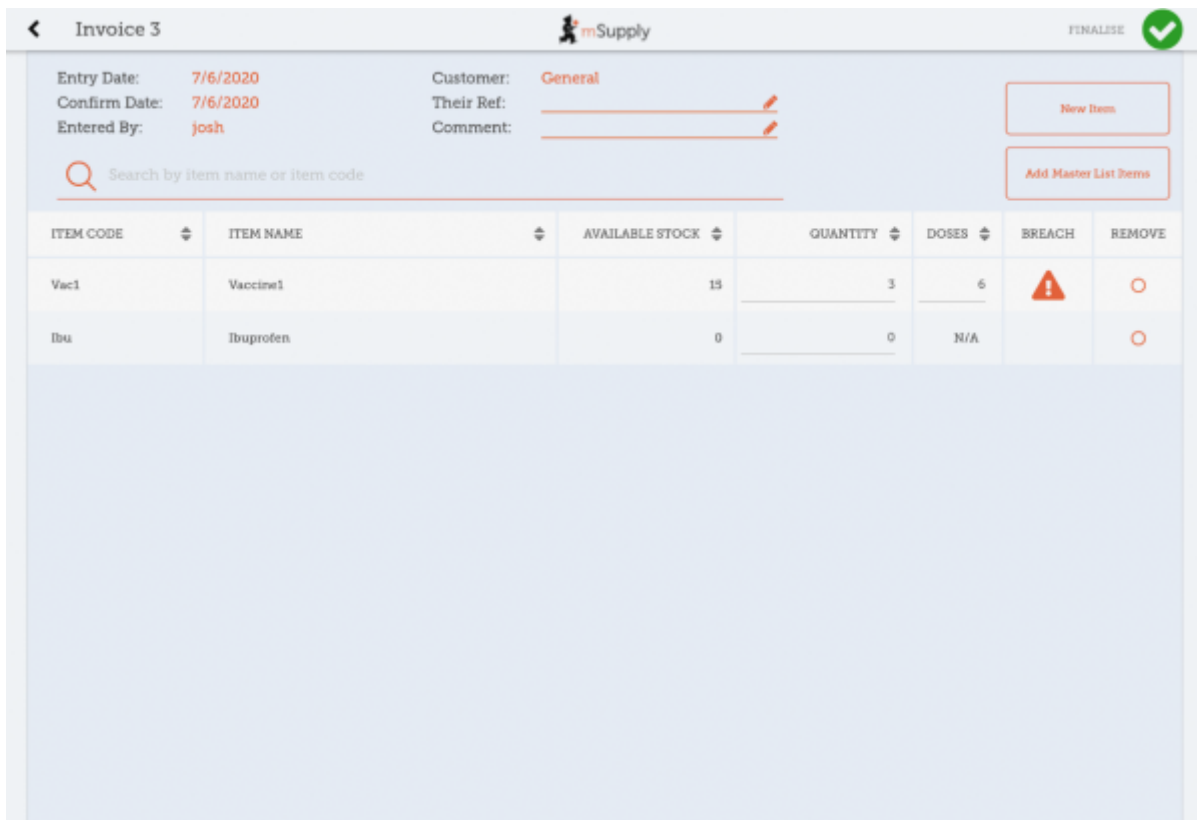 Invoice 3 mSupply FINALISE
Entry Date: 7/6/2020 Customer: General
Confirm Date: 7/6/2020 Their Ref:
Entered By: josh Comment:
New Item
Search by item name or item code
Add Master List Items
ITEM CODE ITEM NAME AVAILABLE STOCK QUANTITY DOSES BREACH REMOVE
Vac1 Vaccine1 15 3 6
Ibu Ibuprofen 0 0 N/A